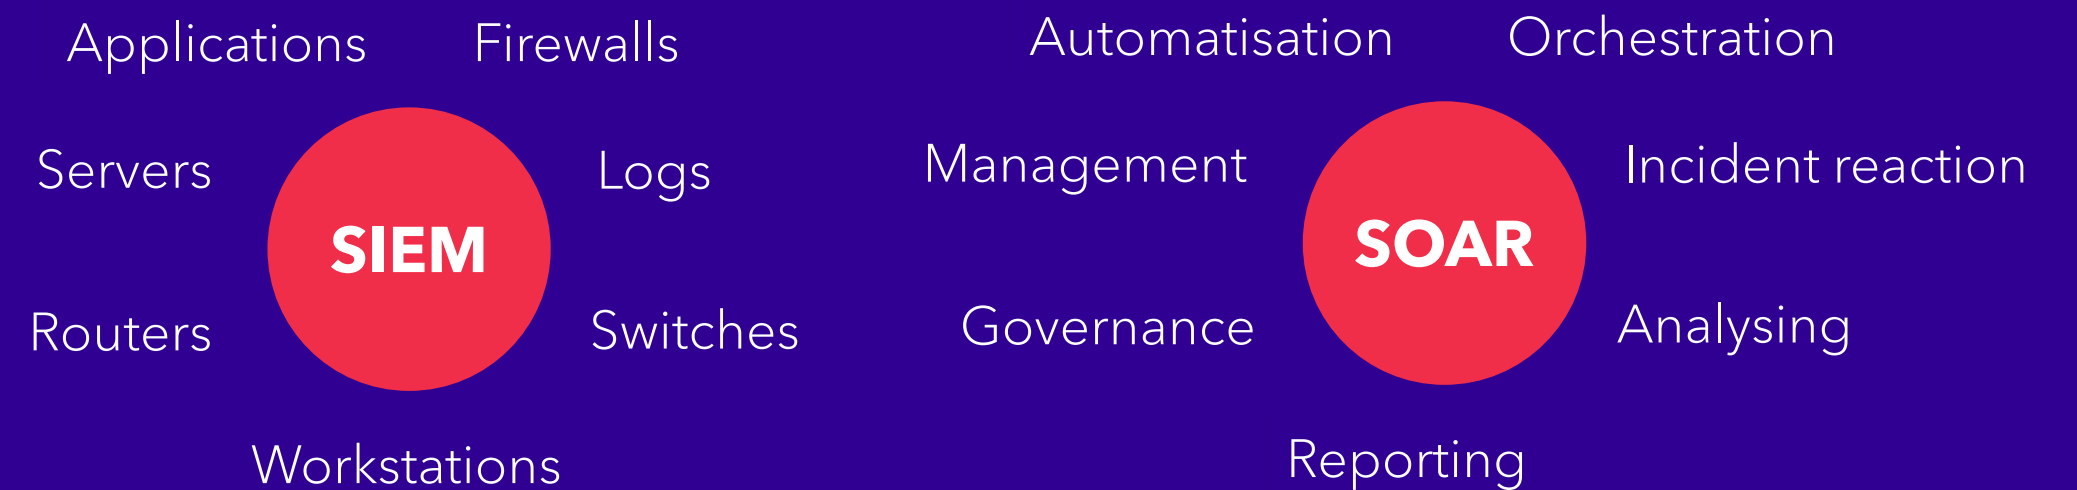 Applications
Firewalls
Servers
Logs
SIEM
Routers
Switches
Workstations
Automatisation
Orchestration
Management
Incident reaction
SOAR
Governance
Analysing
Reporting